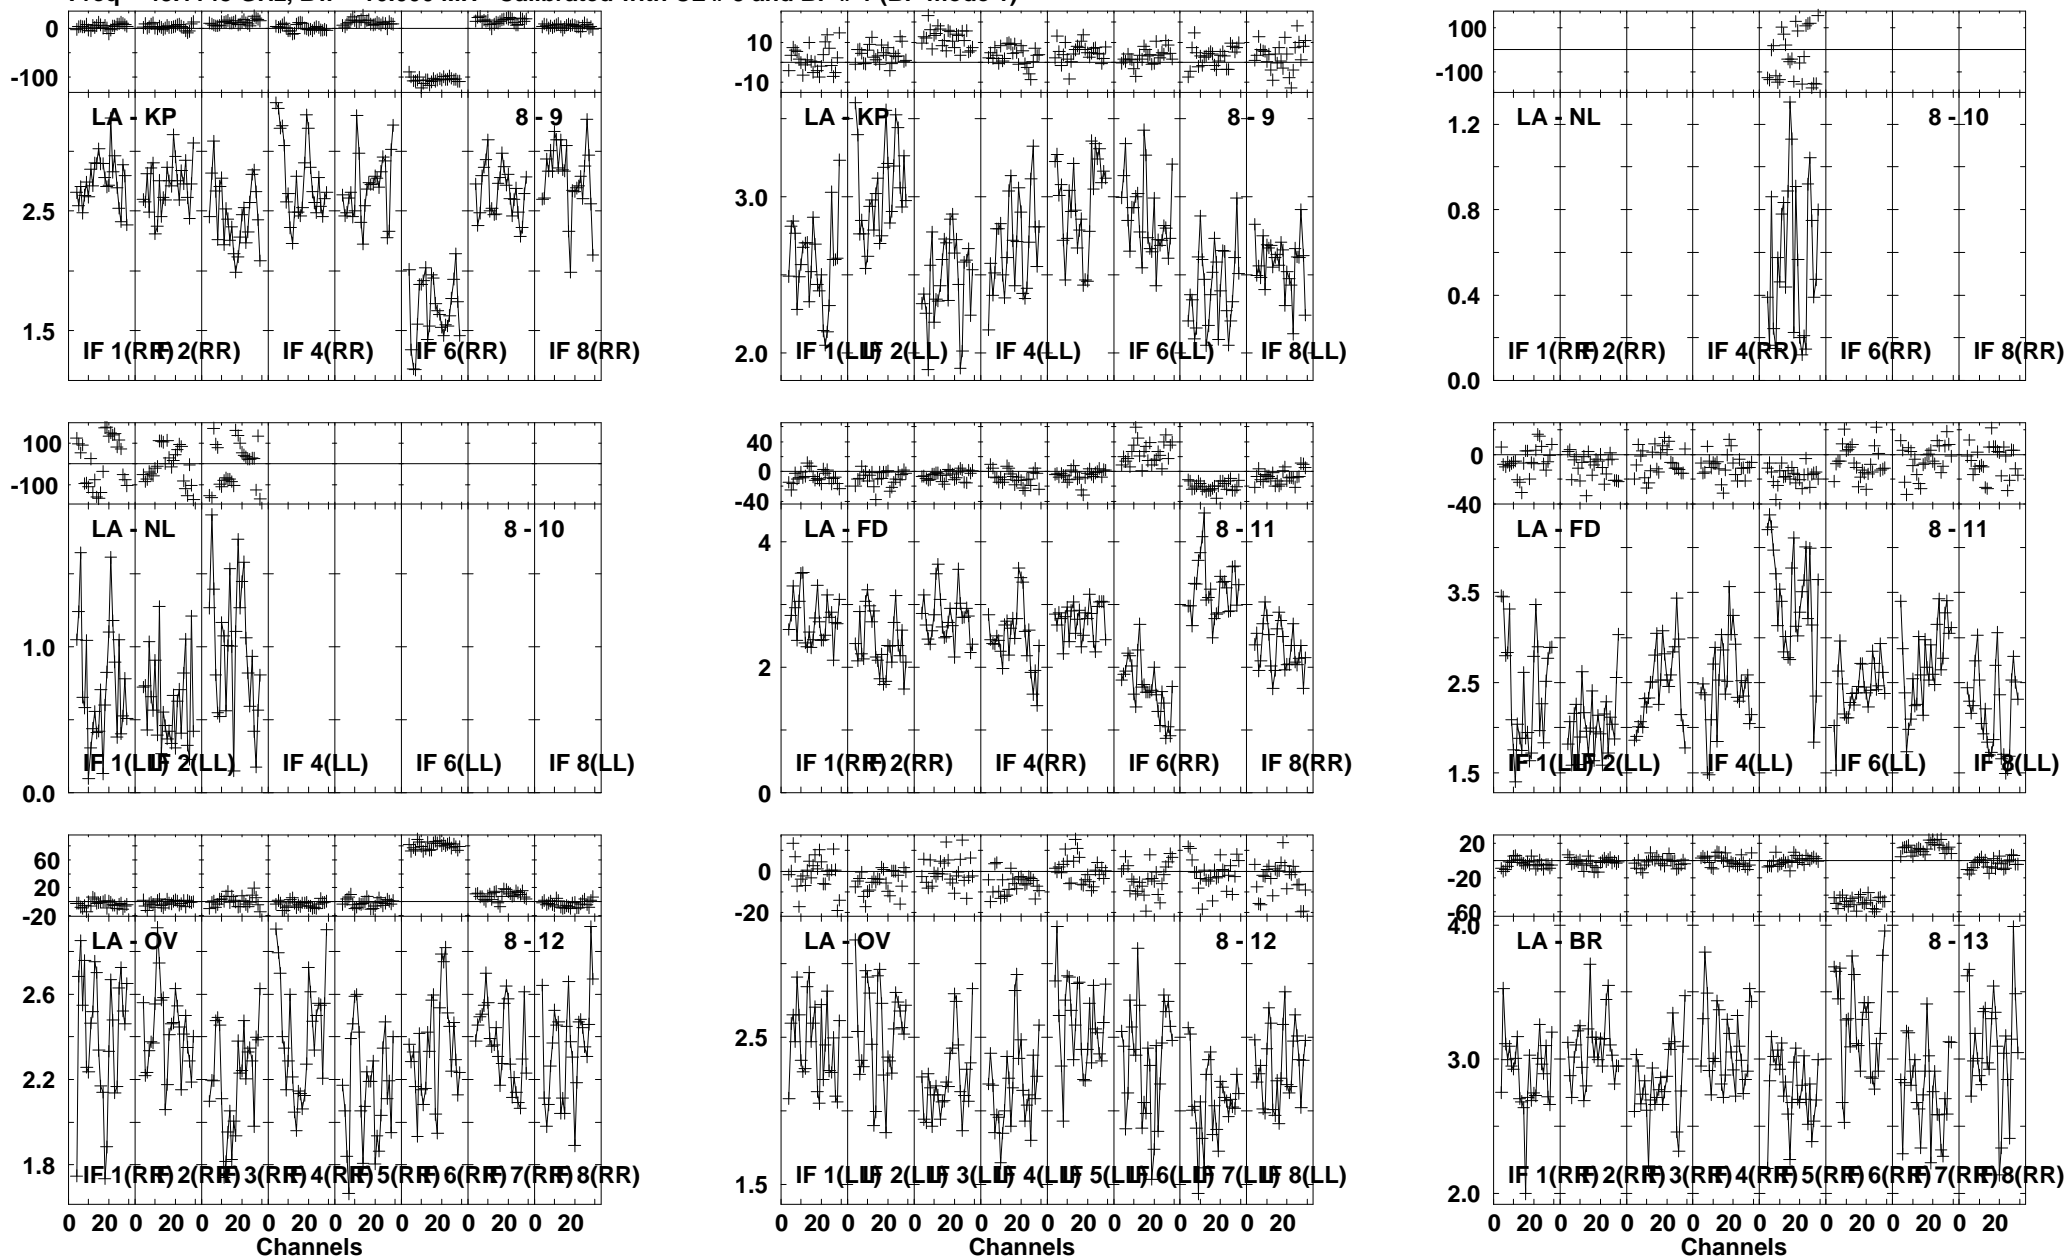 0
-100
LA - KP
8 - 9
2.5
1.5
IF 2(RR)
IF 4(RR)
IF 6(RR)
IF 8(RR)
10
-10
LA - KP
8 - 9
3.0
2.0
IF 2(LL)
IF 4(LL)
IF 6(LL)
IF 8(LL)
100
-100
LA - NL
8 - 10
1.2
0.8
0.4
0.0
IF 2(RR)
IF 4(RR)
IF 6(RR)
IF 8(RR)
100
-100
LA - NL
8 - 10
1.0
0.0
IF 2(LL)
IF 4(LL)
IF 6(LL)
IF 8(LL)
40
0
-40
LA - FD
8 - 11
4
2
0
IF 2(RR)
IF 4(RR)
IF 6(RR)
IF 8(RR)
0
-40
LA - FD
8 - 11
3.5
2.5
1.5
IF 2(LL)
IF 4(LL)
IF 6(LL)
IF 8(LL)
60
20
-20
LA - OV
8 - 12
2.6
2.2
1.8
IF 1(RR) 2(RR) 3(RR) 4(RR) 5(RR) 6(RR) 7(RR) 8(RR)
0 20 0 20 0 20 0 20 0 20 0 20 0 20 0 20
Channels
0
-20
LA - OV
8 - 12
2.5
1.5
IF 1(LL) 2(LL) 3(LL) 4(LL) 5(LL) 6(LL) 7(LL) 8(LL)
0 20 0 20 0 20 0 20 0 20 0 20 0 20 0 20
Channels
20
-20
-60
LA - BR
8 - 13
4.0
3.0
2.0
IF 1(RR) 2(RR) 3(RR) 4(RR) 5(RR) 6(RR) 7(RR) 8(RR)
0 20 0 20 0 20 0 20 0 20 0 20 0 20 0 20
Channels